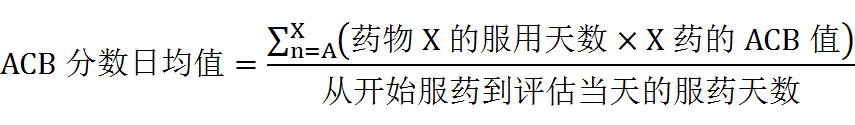 ACB 分数日均值 = ∑ₙ₌ₐˣ(药物 X 的服用天数 × X 药的 ACB 值) / 从开始服药到评估当天的服药天数